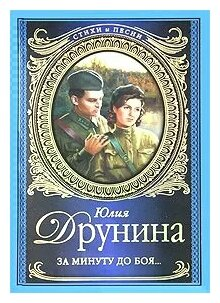 СТИХИ и ПЕСНИ
Юлия
Друнина
ЗА МИНУТУ ДО БОЯ...